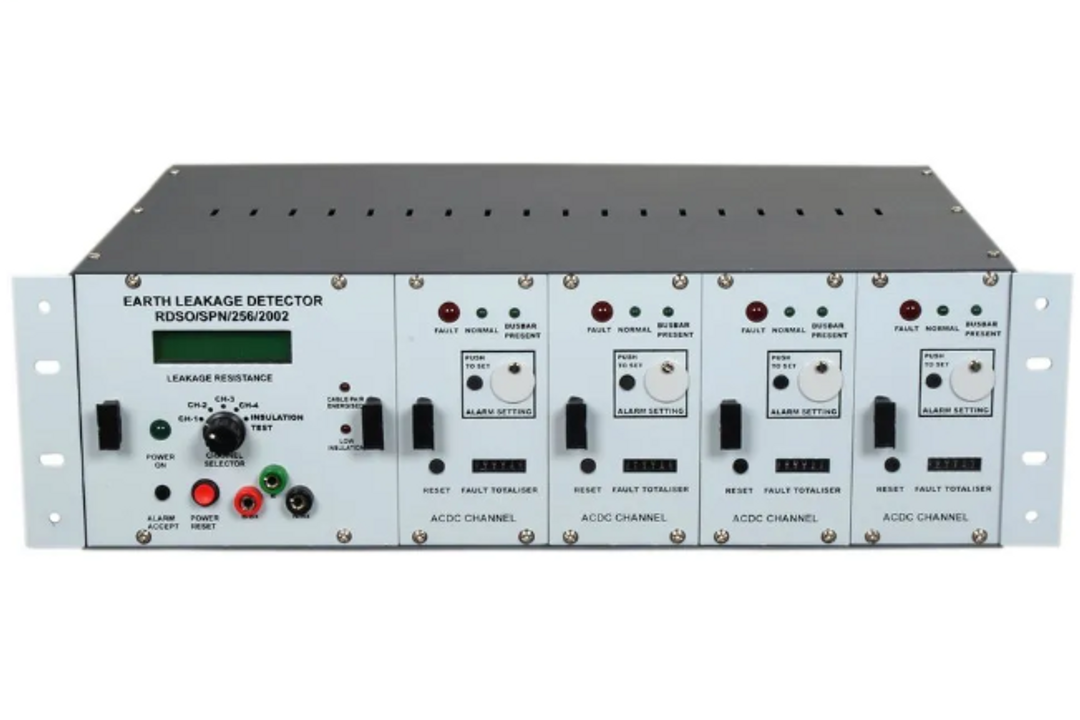 EARTH LEAKAGE DETECTOR
RDSO/SPN/256/2002
LEAKAGE RESISTANCE
CABLE PAIR
ENERGISED
CH-1
CH-2
CH-3
CH-4
INSULATION
TEST
LOW
INSULATION
POWER
ON
CHANNEL
SELECTOR
ALARM
ACCEPT
POWER
RESET
FAULT NORMAL BUSBAR
PRESENT
PUSH
TO SET
ALARM SETTING
RESET FAULT TOTALISER
ACDC CHANNEL
FAULT NORMAL BUSBAR
PRESENT
PUSH
TO SET
ALARM SETTING
RESET FAULT TOTALISER
ACDC CHANNEL
FAULT NORMAL BUSBAR
PRESENT
PUSH
TO SET
ALARM SETTING
RESET FAULT TOTALISER
ACDC CHANNEL
FAULT NORMAL BUSBAR
PRESENT
PUSH
TO SET
ALARM SETTING
RESET FAULT TOTALISER
ACDC CHANNEL